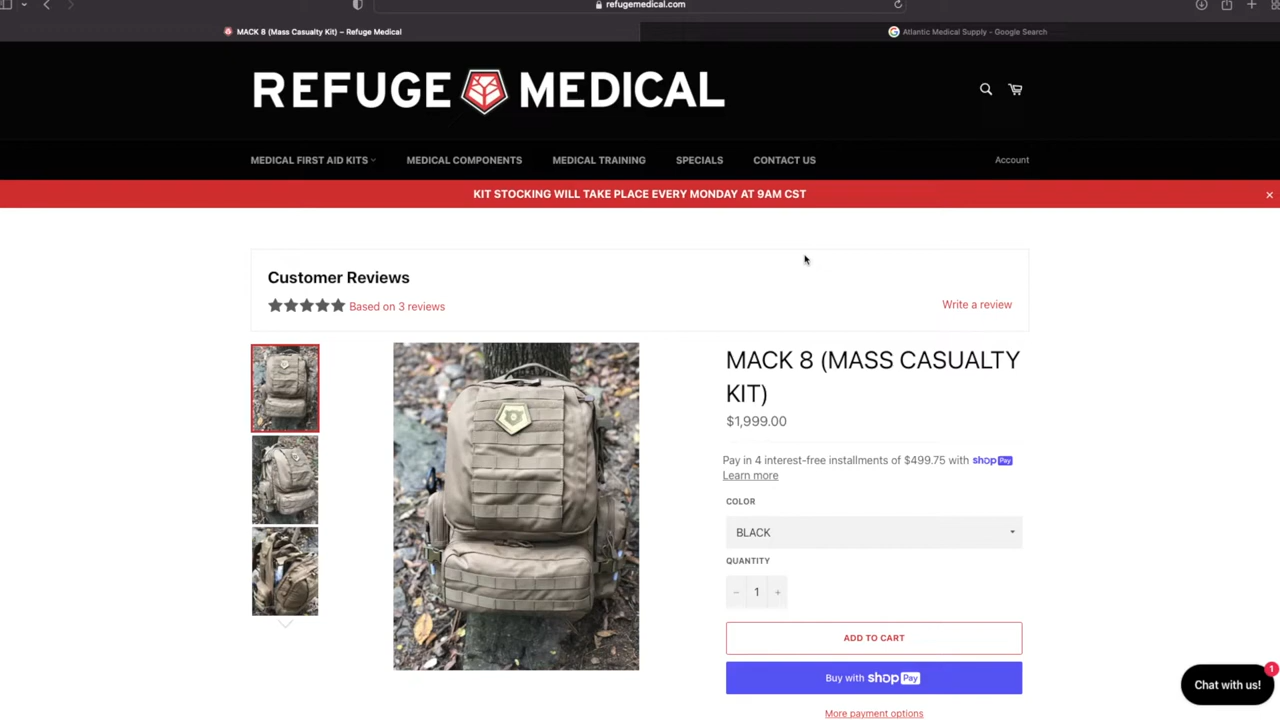 refugemedical.com
MACK 8 (Mass Casualty Kit) – Refuge Medical
Atlantic Medical Supply - Google Search
REFUGE MEDICAL
MEDICAL FIRST AID KITS
MEDICAL COMPONENTS
MEDICAL TRAINING
SPECIALS
CONTACT US
Account
KIT STOCKING WILL TAKE PLACE EVERY MONDAY AT 9AM CST
Customer Reviews
Based on 3 reviews
Write a review
MACK 8 (MASS CASUALTY
KIT)
$1,999.00
Pay in 4 interest-free installments of $499.75 with shop Pay
Learn more
COLOR
BLACK
QUANTITY
− 1 +
ADD TO CART
Buy with shop Pay
More payment options
1
Chat with us!